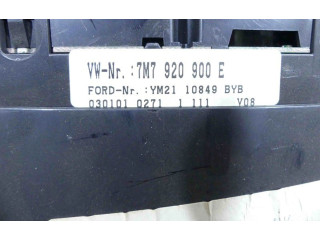 VW-Nr.:7M7 920 900 E
FORD-Nr.:YM21 10849 BYB
030101 0271 1 111 Y08